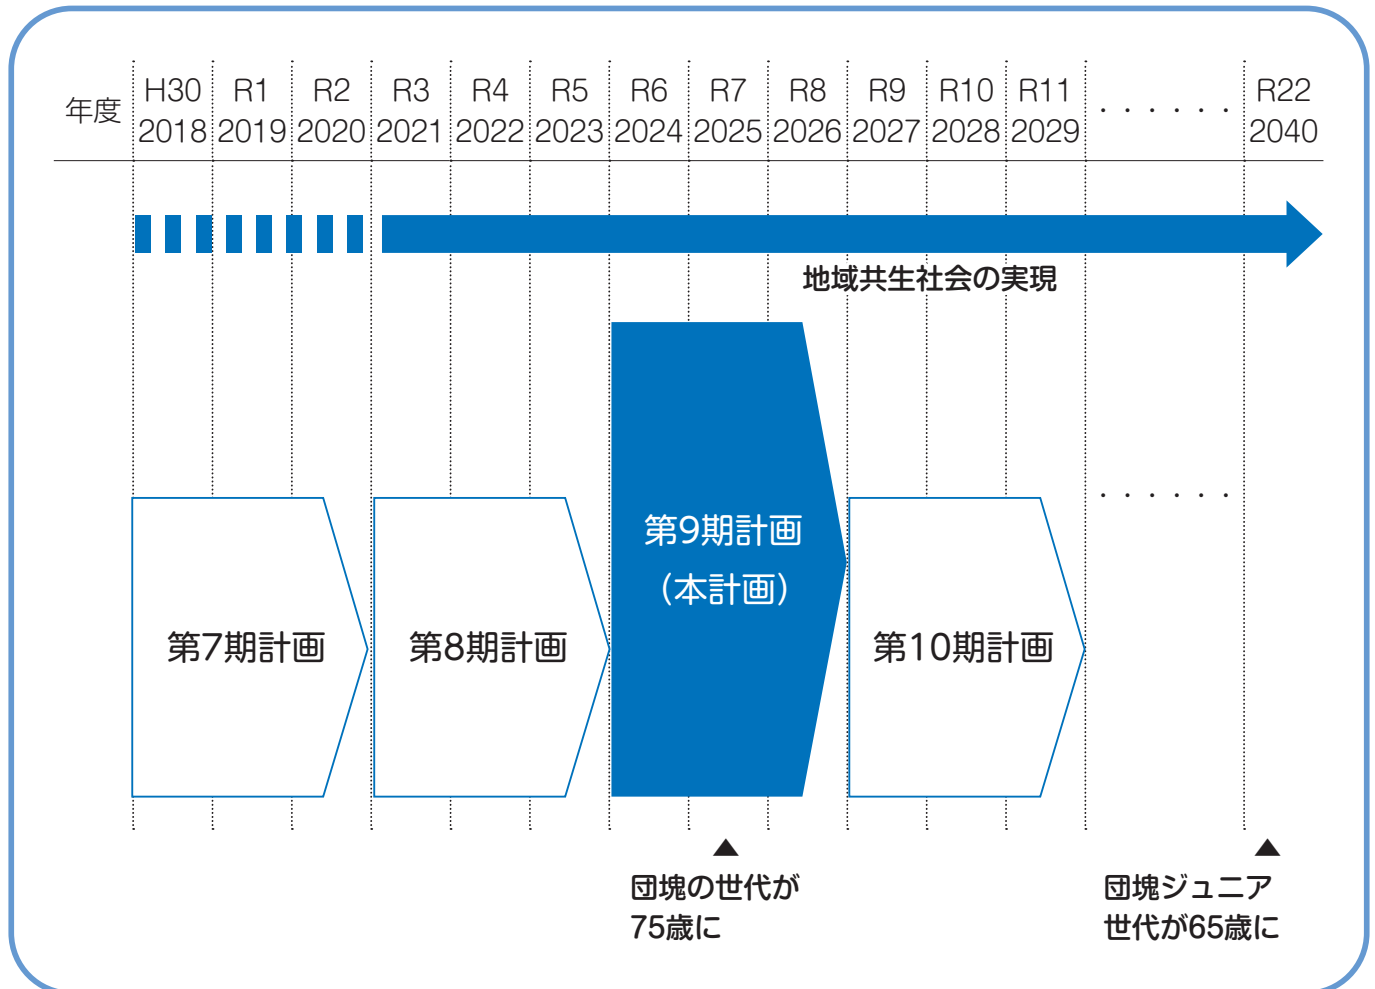 年度
H30 R1 R2 R3 R4 R5 R6 R7 R8 R9 R10 R11 ・・・・・・ R22
2018 2019 2020 2021 2022 2023 2024 2025 2026 2027 2028 2029 2040
地域共生社会の実現
第7期計画
第8期計画
第9期計画
（本計画）
第10期計画
・・・・・・
団塊の世代が
75歳に
団塊ジュニア
世代が65歳に